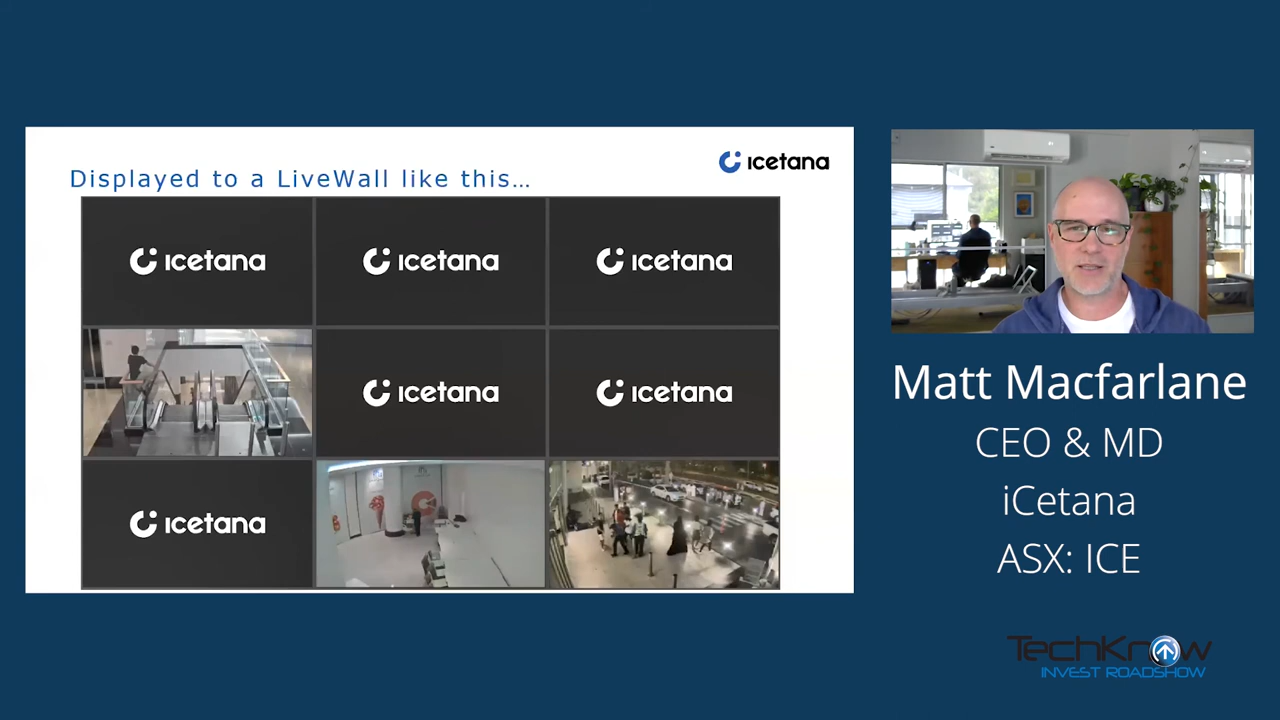 icetana
Displayed to a LiveWall like this...
icetana
icetana
icetana
icetana
icetana
icetana
Matt Macfarlane
CEO & MD
iCetana
ASX: ICE
TechKnow
INVEST ROADSHOW